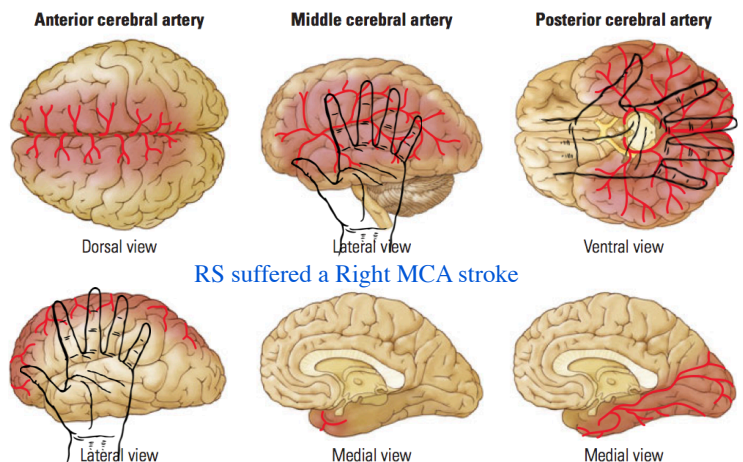 Anterior cerebral artery
Middle cerebral artery
Posterior cerebral artery
Dorsal view
Lateral view
Ventral view
RS suffered a Right MCA stroke
Lateral view
Medial view
Medial view